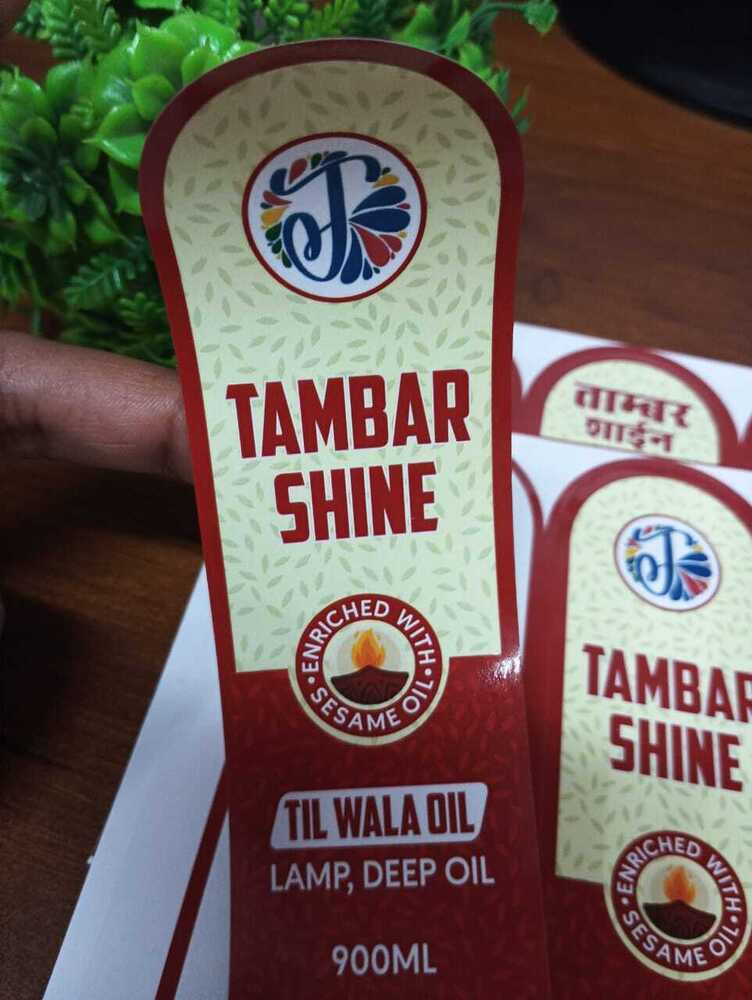 TAMBAR
SHINE
ENRICHED WITH
SESAME OIL
TIL WALA OIL
LAMP, DEEP OIL
900ML
ताम्बर
शाईन
TAMBAR
SHINE
ENRICHED WITH
SESAME OIL